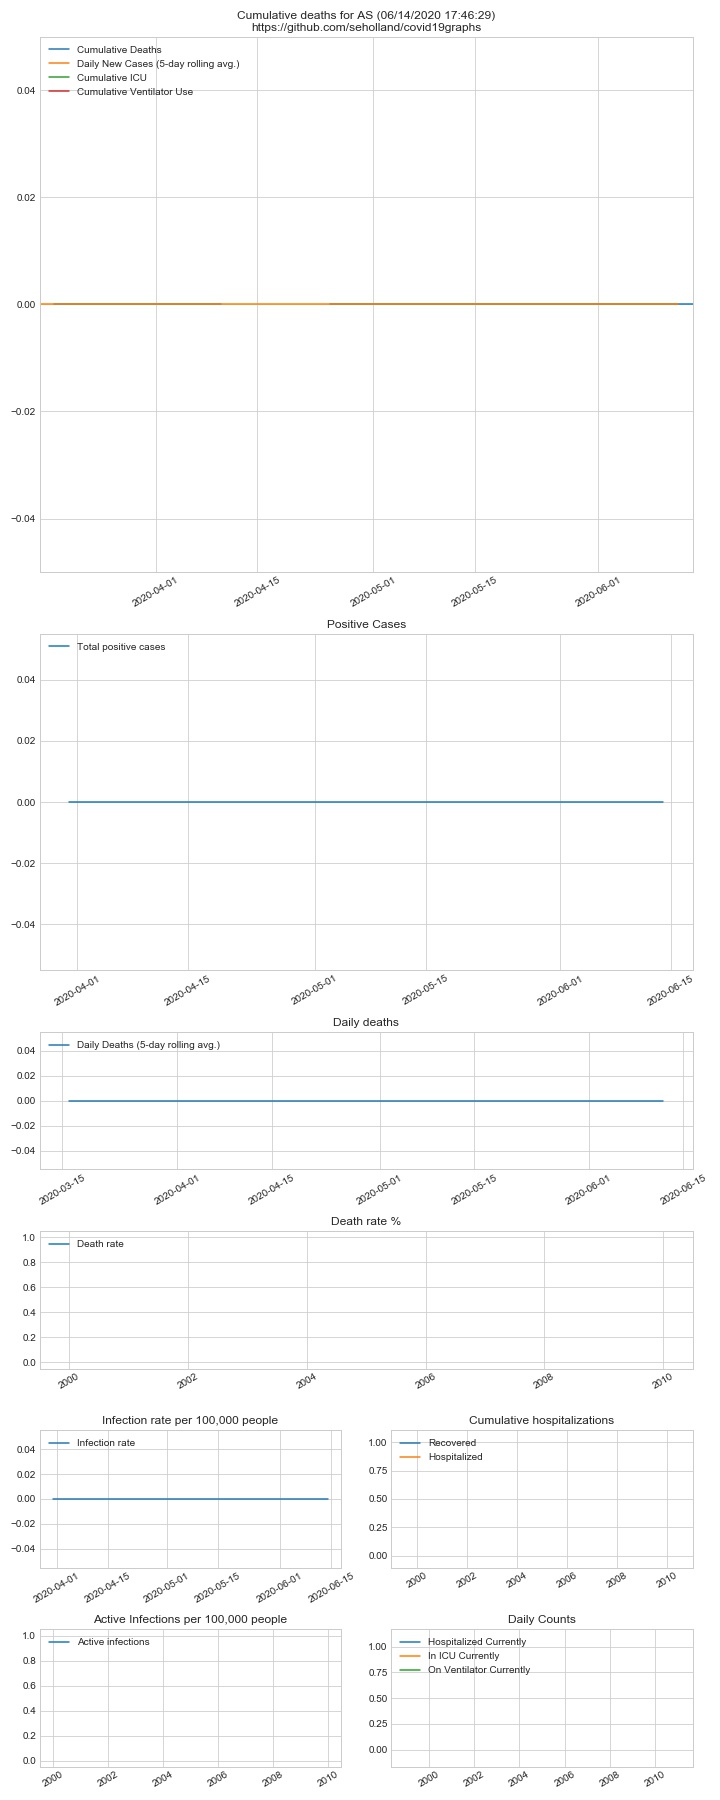 Cumulative deaths for AS (06/14/2020 17:46:29)
https://github.com/seholland/covid19graphs
Cumulative Deaths
Daily New Cases (5-day rolling avg.)
Cumulative ICU
Cumulative Ventilator Use
0.04
0.02
0.00
−0.02
−0.04
2020-04-01 2020-04-15 2020-05-01 2020-05-15 2020-06-01
Positive Cases
Total positive cases
0.04
0.02
0.00
−0.02
−0.04
2020-04-01 2020-04-15 2020-05-01 2020-05-15 2020-06-01 2020-06-15
Daily deaths
Daily Deaths (5-day rolling avg.)
0.04
0.02
0.00
−0.02
−0.04
2020-03-15 2020-04-01 2020-04-15 2020-05-01 2020-05-15 2020-06-01 2020-06-15
Death rate %
Death rate
1.0
0.8
0.6
0.4
0.2
0.0
2000 2002 2004 2006 2008 2010
Infection rate per 100,000 people
Infection rate
0.04
0.02
0.00
−0.02
−0.04
2020-04-01 2020-04-15 2020-05-01 2020-05-15 2020-06-01 2020-06-15
Cumulative hospitalizations
Recovered
Hospitalized
1.00
0.75
0.50
0.25
0.00
2000 2002 2004 2006 2008 2010
Active Infections per 100,000 people
Active infections
1.0
0.8
0.6
0.4
0.2
0.0
2000 2002 2004 2006 2008 2010
Daily Counts
Hospitalized Currently
In ICU Currently
On Ventilator Currently
1.00
0.75
0.50
0.25
0.00
2000 2002 2004 2006 2008 2010